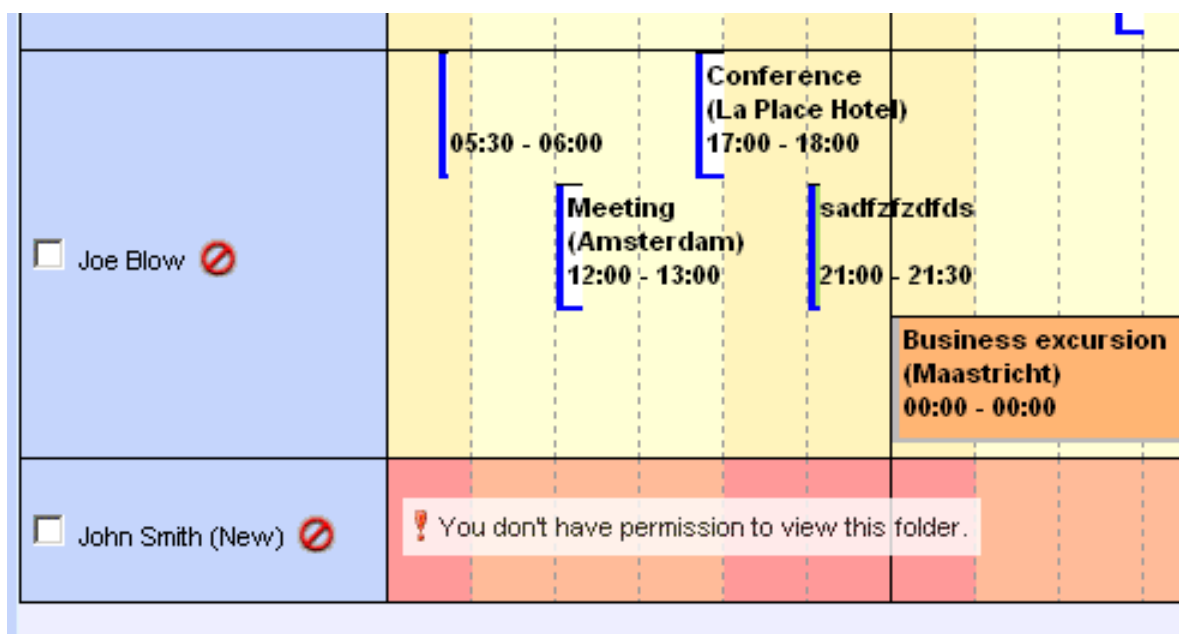 Joe Blow
05:30 - 06:00
Conference
(La Place Hotel)
17:00 - 18:00
Meeting
(Amsterdam)
12:00 - 13:00
sadfzfzdfds
21:00 - 21:30
Business excursion
(Maastricht)
00:00 - 00:00
John Smith (New)
You don't have permission to view this folder.